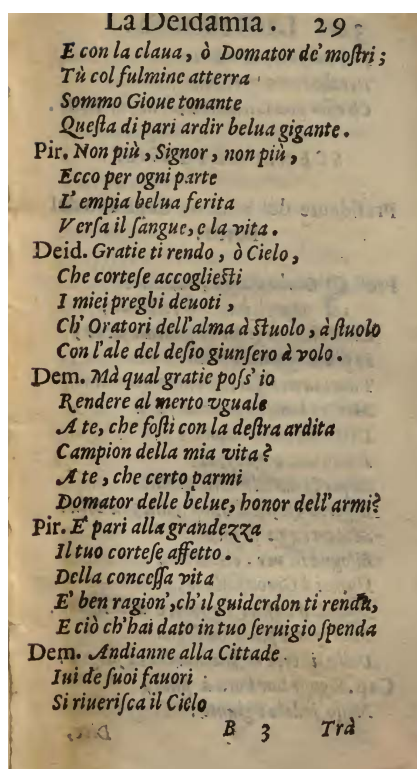 La Deidamia. 29
E con la claua, ò Domator de' moſtri;
Tù col fulmine atterra
Sommo Gioue tonante
Queſta di pari ardir belua gigante.
Pir. Non più, Signor, non più,
Ecco per ogni parte
L'empia belua ferita
Verſa il ſangue, e la vita.
Deid. Gratie ti rendo, ò Cielo,
Che corteſe accoglieſti
I miei preghi deuoti,
Ch' Oratori dell'alma à ſtuolo, à ſtuolo
Con l'ale del deſio giunſero à volo.
Dem. Mà qual gratie poſs' io
Rendere al merto vguale
A te, che foſti con la deſtra ardita
Campion della mia vita?
A te, che certo parmi
Domator delle belue, honor dell'armi?
Pir. E' pari alla grandezza
Il tuo corteſe affetto.
Della conceſſa vita
E' ben ragion', ch'il guiderdon ti renda,
E ciò ch'hai dato in tuo ſeruigio ſpenda
Dem. Andianne alla Cittade
Iui de ſuoi fauori
Si riueriſca il Cielo
B 3 Trà